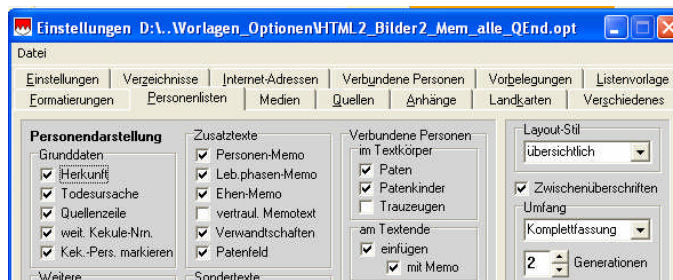 Einstellungen D:\..\Vorlagen_Optionen\HTML2_Bilder2_Mem_alle_QEnd.opt
Datei
Einstellungen Verzeichnisse Internet-Adressen Verbundene Personen Vorbelegungen Listenvorlage
Formatierungen Personenlisten Medien Quellen Anhänge Landkarten Verschiedenes
Personendarstellung
Grunddaten
Herkunft
Todesursache
Quellenzeile
weit. Kekule-Nrn.
Kek.-Pers. markieren
Weitere
Zusatztexte
Personen-Memo
Leb.phasen-Memo
Ehen-Memo
vertraul. Memotext
Verwandtschaften
Patenfeld
Sondertexte
Verbundene Personen
im Textkörper
Paten
Patenkinder
Trauzeugen
am Textende
einfügen
mit Memo
Layout-Stil
übersichtlich
Zwischenüberschriften
Umfang
Komplettfassung
2 Generationen